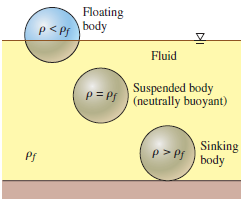 Floating
body
ρ < ρf
Fluid
ρ = ρf
Suspended body
(neutrally buoyant)
ρf
ρ > ρf
Sinking
body